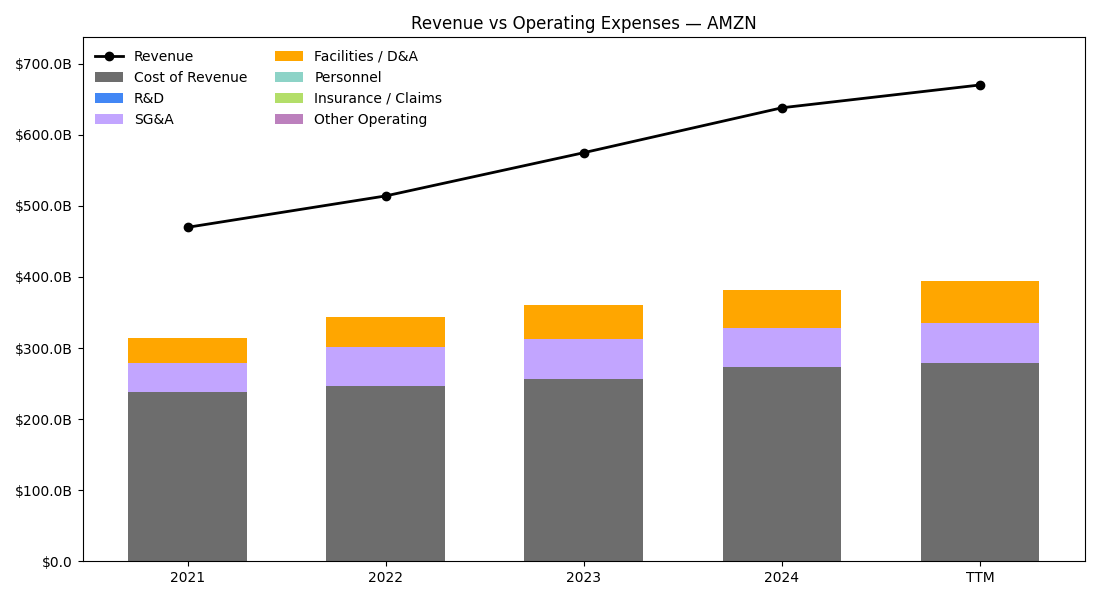 Revenue vs Operating Expenses — AMZN
Revenue
Cost of Revenue
R&D
SG&A
Facilities / D&A
Personnel
Insurance / Claims
Other Operating
$700.0B
$600.0B
$500.0B
$400.0B
$300.0B
$200.0B
$100.0B
$0.0
2021
2022
2023
2024
TTM